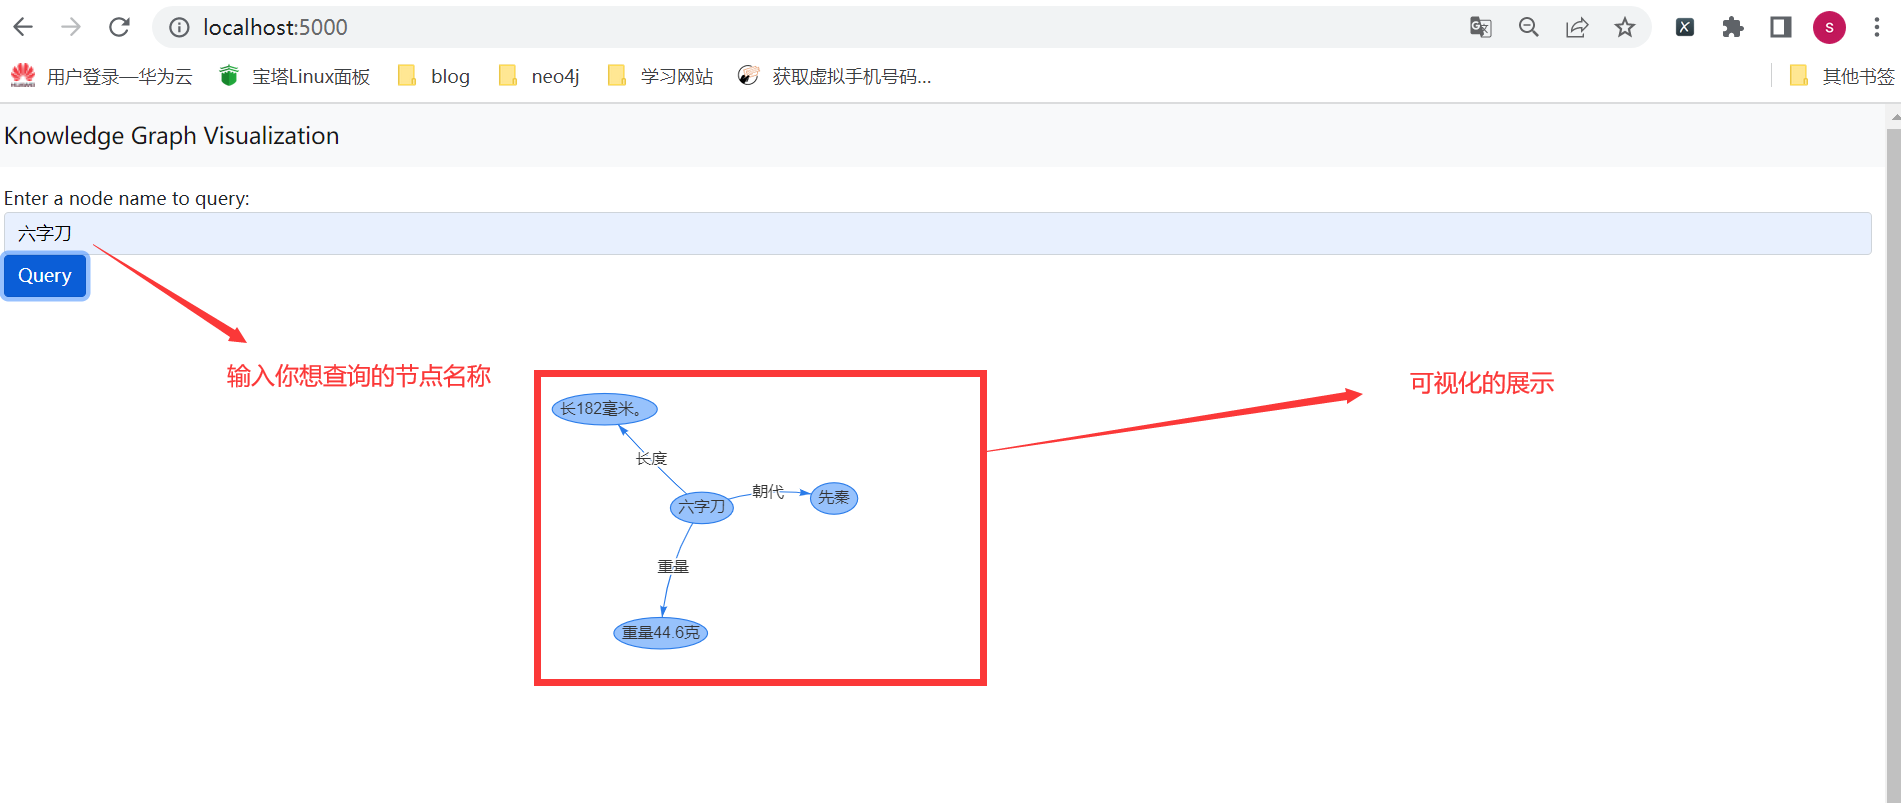 localhost:5000
用户登录—华为云 宝塔Linux面板 blog neo4j 学习网站 获取虚拟手机号码... 其他书签
Knowledge Graph Visualization
Enter a node name to query:
六字刀
Query
输入你想查询的节点名称
可视化的展示
长182毫米。
长度
朝代
先秦
六字刀
重量
重量44.6克